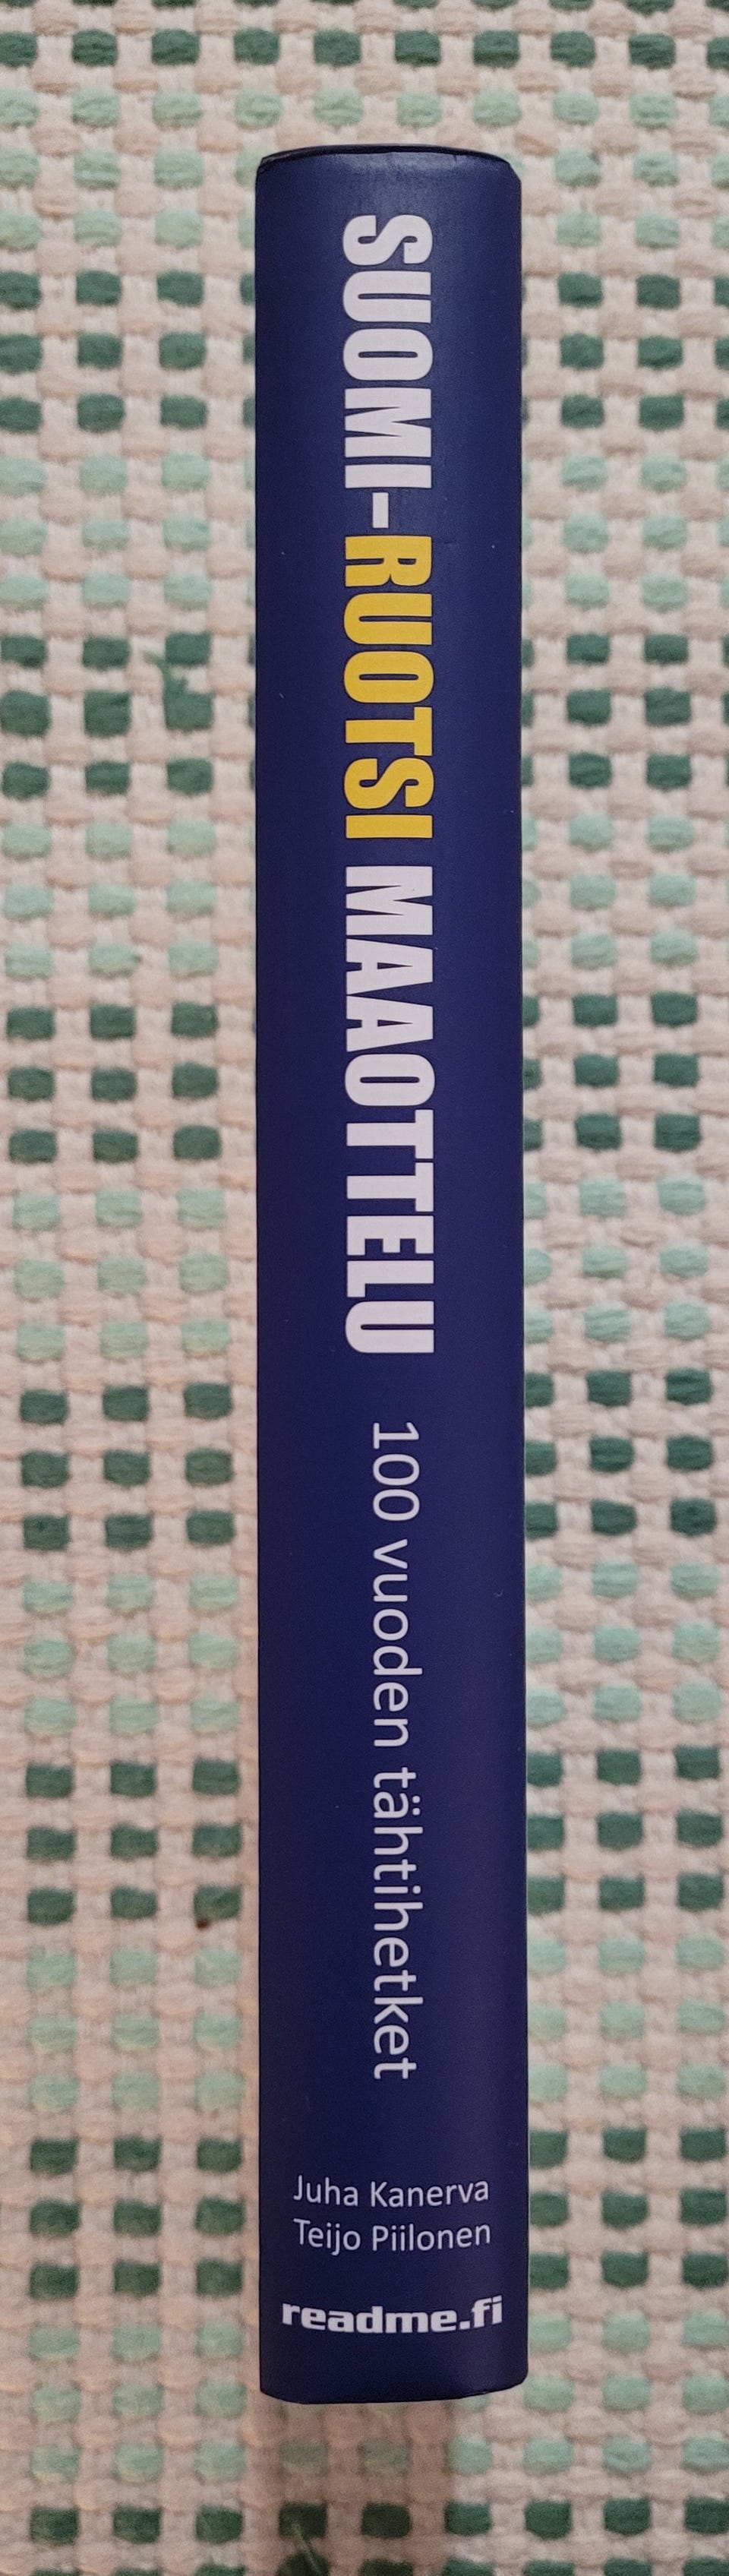 SUOMI-RUOTSI MAAOTTELU 100 vuoden tähtihetket
Juha Kanerva
Teijo Piilonen
readme.fi